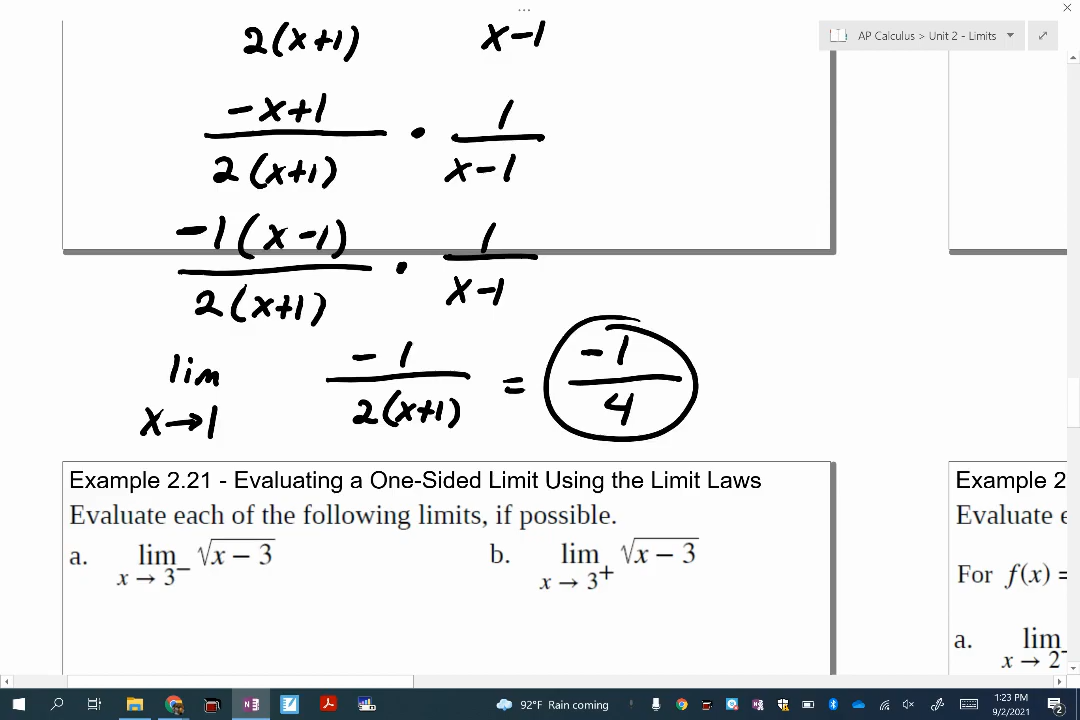 ...
AP Calculus > Unit 2 - Limits
2(x+1) x-1
-x+1 1
2(x+1) · x-1
-1(x-1) 1
2(x+1) · x-1
lim -1 -1
x→1 2(x+1) = 4
Example 2.21 - Evaluating a One-Sided Limit Using the Limit Laws
Evaluate each of the following limits, if possible.
a. lim √x − 3 b. lim √x − 3
x → 3− x → 3+
Example 2
Evaluate e
For f(x) =
a. lim
x → 2−
92°F Rain coming
1:23 PM
9/2/2021